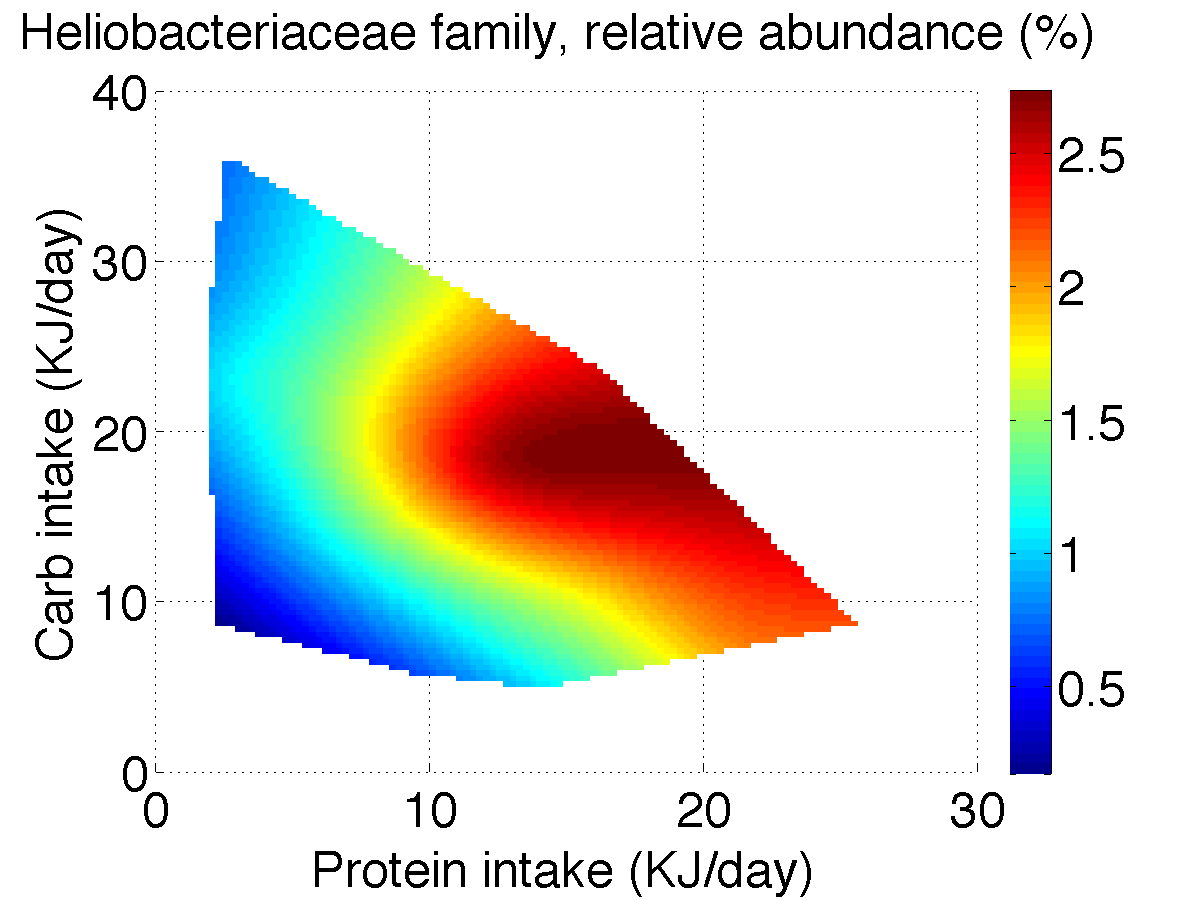 Heliobacteriaceae family, relative abundance (%)
40
30
20
10
0
Carb intake (KJ/day)
0 10 20 30
Protein intake (KJ/day)
2.5
2
1.5
1
0.5